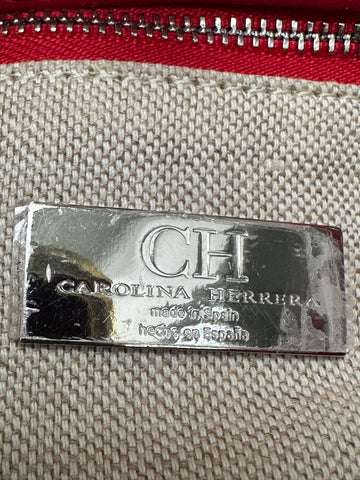 CH
CAROLINA HERRERA
made in Spain
hecho en España